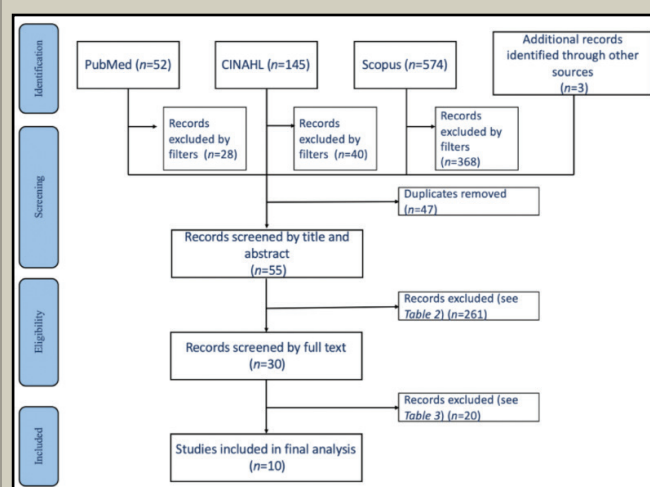 Identification
PubMed (n=52)
CINAHL (n=145)
Scopus (n=574)
Additional records
identified through other
sources
(n=3)
Records
excluded by
filters (n=28)
Records
excluded by
filters (n=40)
Records
excluded by
filters
(n=368)
Screening
Duplicates removed
(n=47)
Records screened by title and
abstract
(n=55)
Eligibility
Records excluded (see
Table 2) (n=261)
Records screened by full text
(n=30)
Records excluded (see
Table 3) (n=20)
Included
Studies included in final analysis
(n=10)